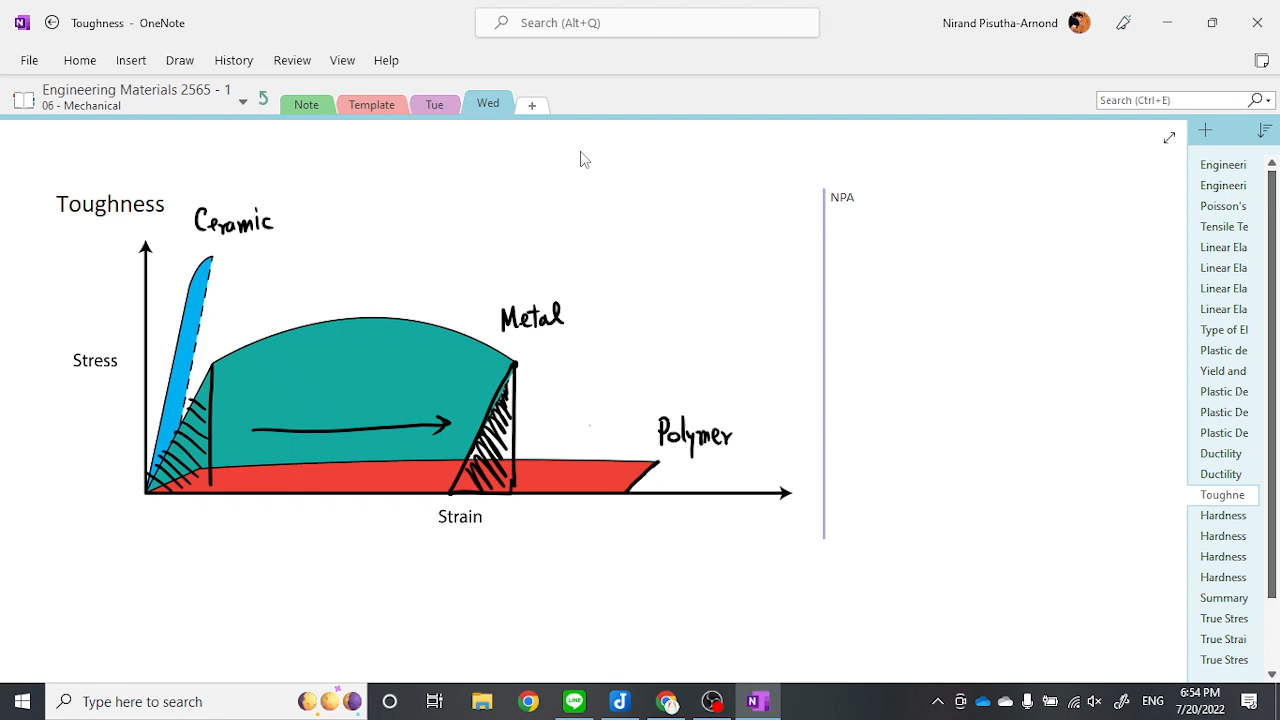 Toughness - OneNote
Search (Alt+Q)
Nirand Pisutha-Arnond
File Home Insert Draw History Review View Help
Engineering Materials 2565 - 1
06 - Mechanical
Note Template Tue Wed
Search (Ctrl+E)
Toughness
Ceramic
Metal
Stress
Polymer
Strain
NPA
Engineeri
Engineeri
Poisson's
Tensile Te
Linear Ela
Linear Ela
Linear Ela
Linear Ela
Type of El
Plastic de
Yield and
Plastic De
Plastic De
Plastic De
Ductility
Ductility
Toughne
Hardness
Hardness
Hardness
Hardness
Summary
True Stres
True Strai
True Stres
Type here to search
ENG
6:54 PM
7/20/2022